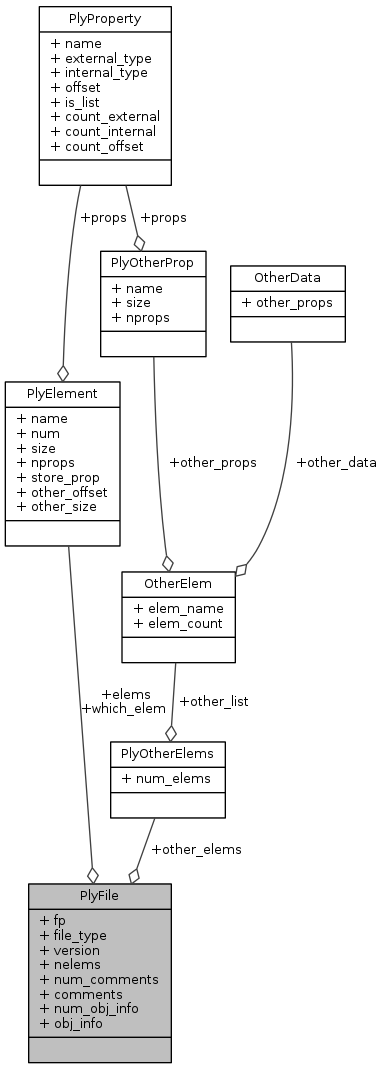 PlyProperty
+ name
+ external_type
+ internal_type
+ offset
+ is_list
+ count_external
+ count_internal
+ count_offset
+props
+props
PlyOtherProp
+ name
+ size
+ nprops
OtherData
+ other_props
PlyElement
+ name
+ num
+ size
+ nprops
+ store_prop
+ other_offset
+ other_size
+other_props
+other_data
OtherElem
+ elem_name
+ elem_count
+elems
+which_elem
+other_list
PlyOtherElems
+ num_elems
+other_elems
PlyFile
+ fp
+ file_type
+ version
+ nelems
+ num_comments
+ comments
+ num_obj_info
+ obj_info